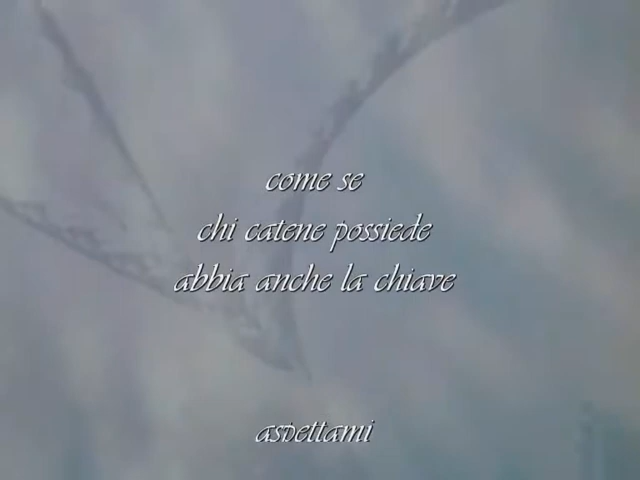 come se
chi catene possiede
abbia anche la chiave
aspettami